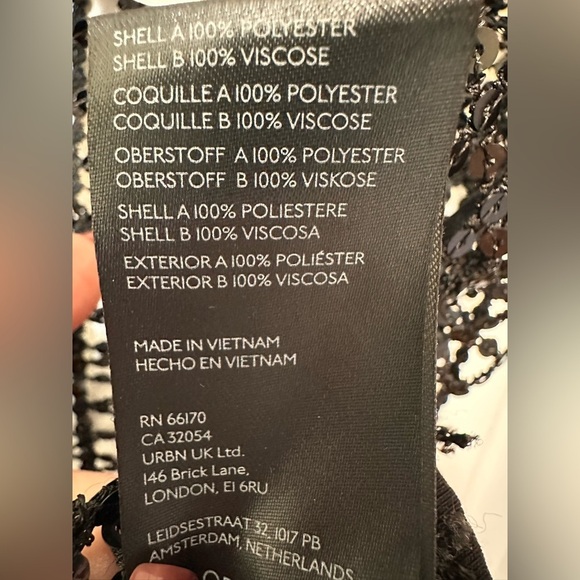 SHELL A 100% POLYESTER
SHELL B 100% VISCOSE
COQUILLE A 100% POLYESTER
COQUILLE B 100% VISCOSE
OBERSTOFF A 100% POLYESTER
OBERSTOFF B 100% VISKOSE
SHELL A 100% POLIESTERE
SHELL B 100% VISCOSA
EXTERIOR A 100% POLIÉSTER
EXTERIOR B 100% VISCOSA
MADE IN VIETNAM
HECHO EN VIETNAM
RN 66170
CA 32054
URBN UK Ltd.
146 Brick Lane,
LONDON, E1 6RU
LEIDSESTRAAT 32, 1017 PB
AMSTERDAM, NETHERLANDS